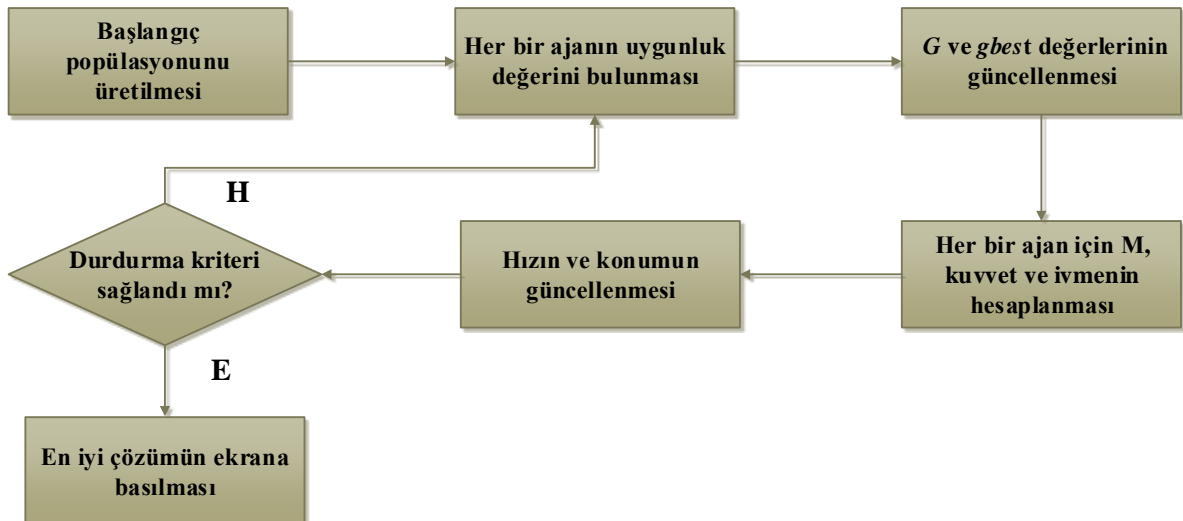 Başlangıç
popülasyonunu
üretilmesi
Her bir ajanın uygunluk
değerini bulunması
G ve gbest değerlerinin
güncellenmesi
Her bir ajan için M,
kuvvet ve ivmenin
hesaplanması
Hızın ve konumun
güncellenmesi
Durdurma kriteri
sağlandı mı?
H
E
En iyi çözümün ekrana
basılması